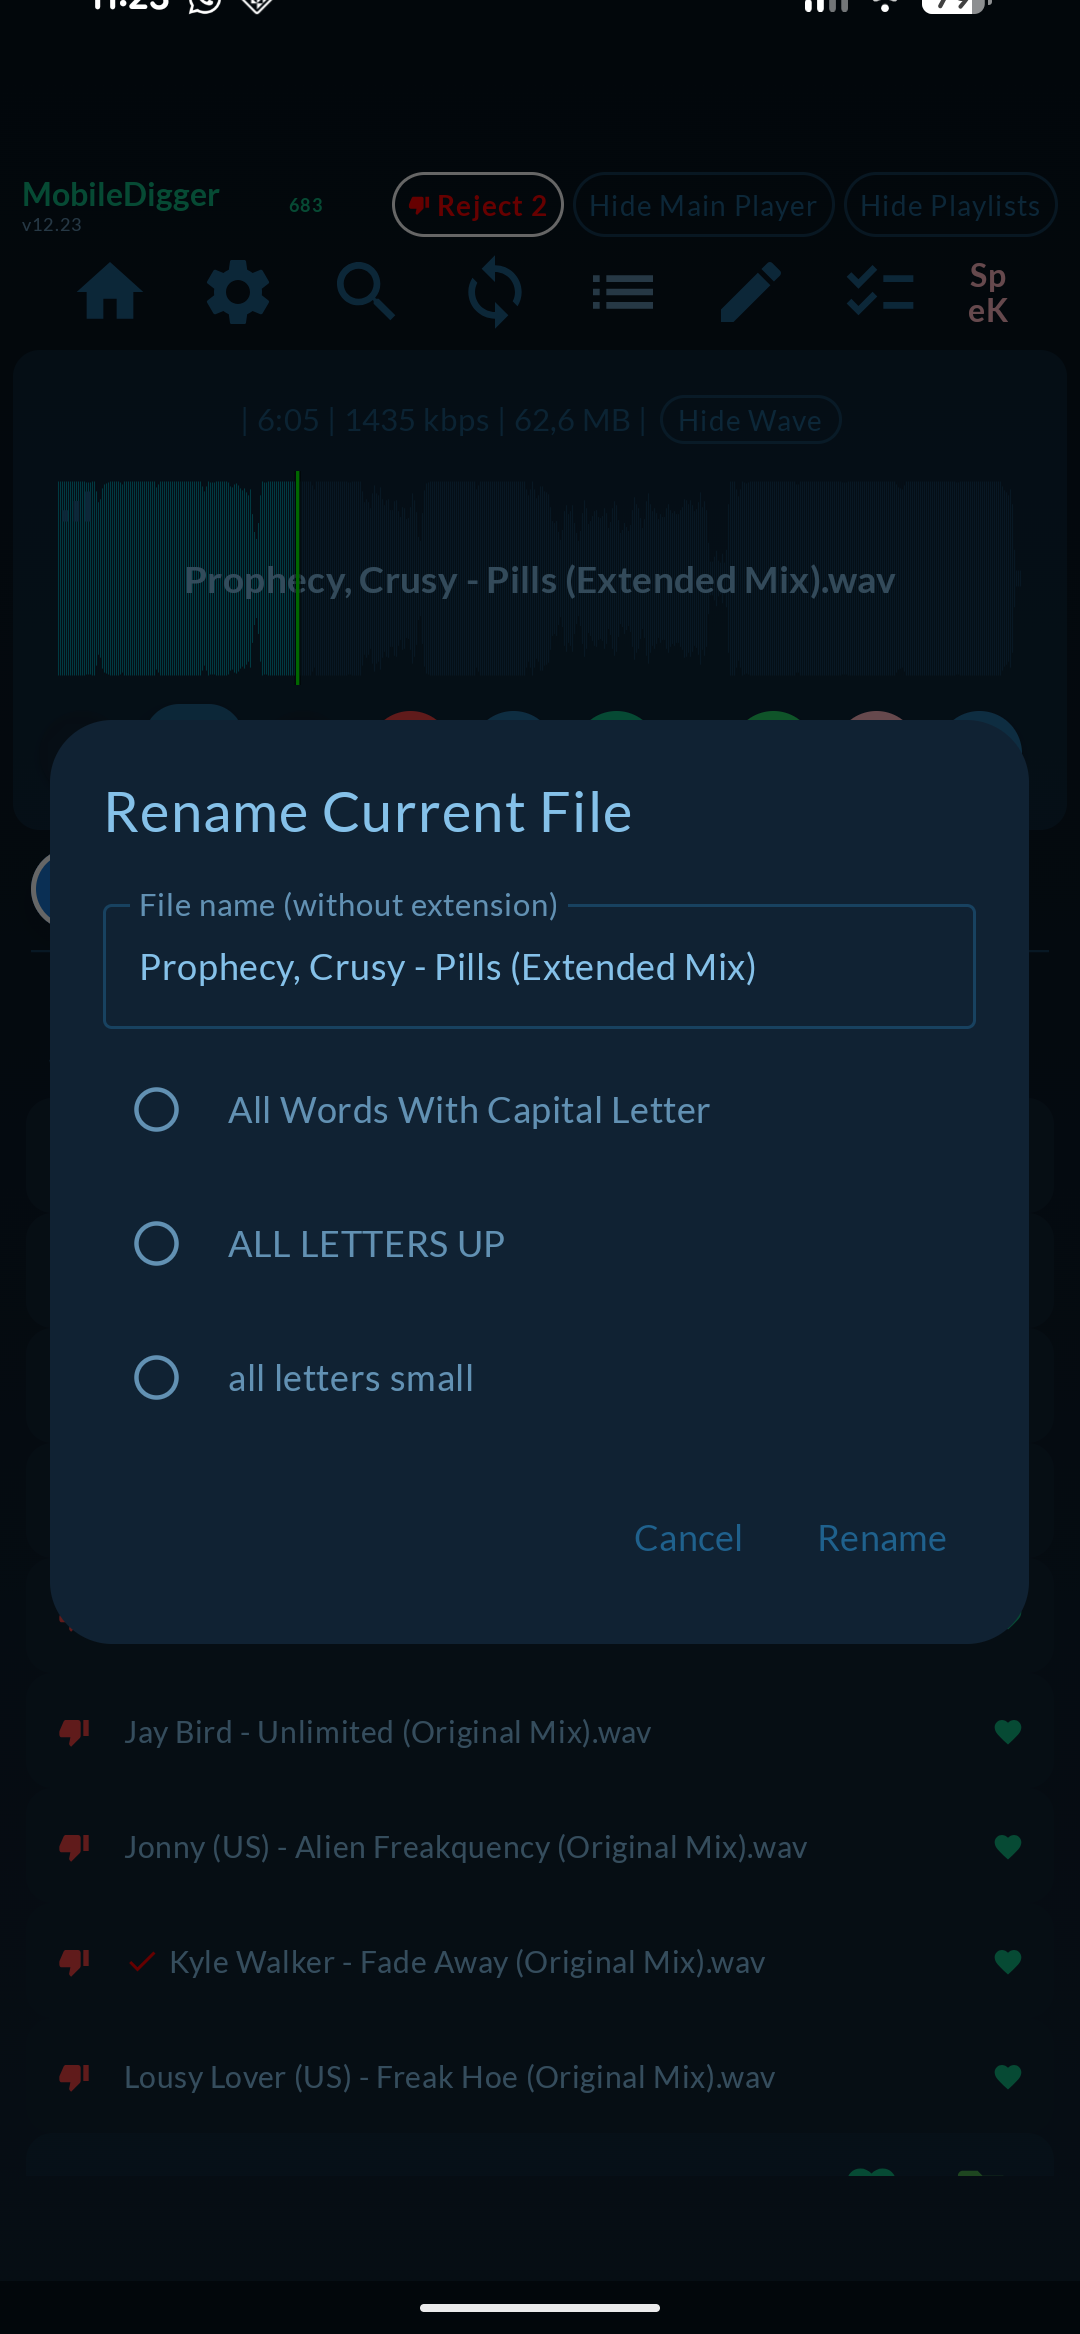 11:23
MobileDigger
v12.23
683
Reject 2
Hide Main Player
Hide Playlists
Sp
eK
| 6:05 | 1435 kbps | 62,6 MB |
Hide Wave
Prophecy, Crusy - Pills (Extended Mix).wav
Rename Current File
File name (without extension)
Prophecy, Crusy - Pills (Extended Mix)
All Words With Capital Letter
ALL LETTERS UP
all letters small
Cancel
Rename
Jay Bird - Unlimited (Original Mix).wav
Jonny (US) - Alien Freakquency (Original Mix).wav
Kyle Walker - Fade Away (Original Mix).wav
Lousy Lover (US) - Freak Hoe (Original Mix).wav